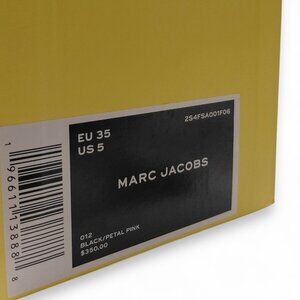 EU 35
US 5
2S4FSA001F06
MARC JACOBS
012
BLACK/PETAL PINK
$350.00